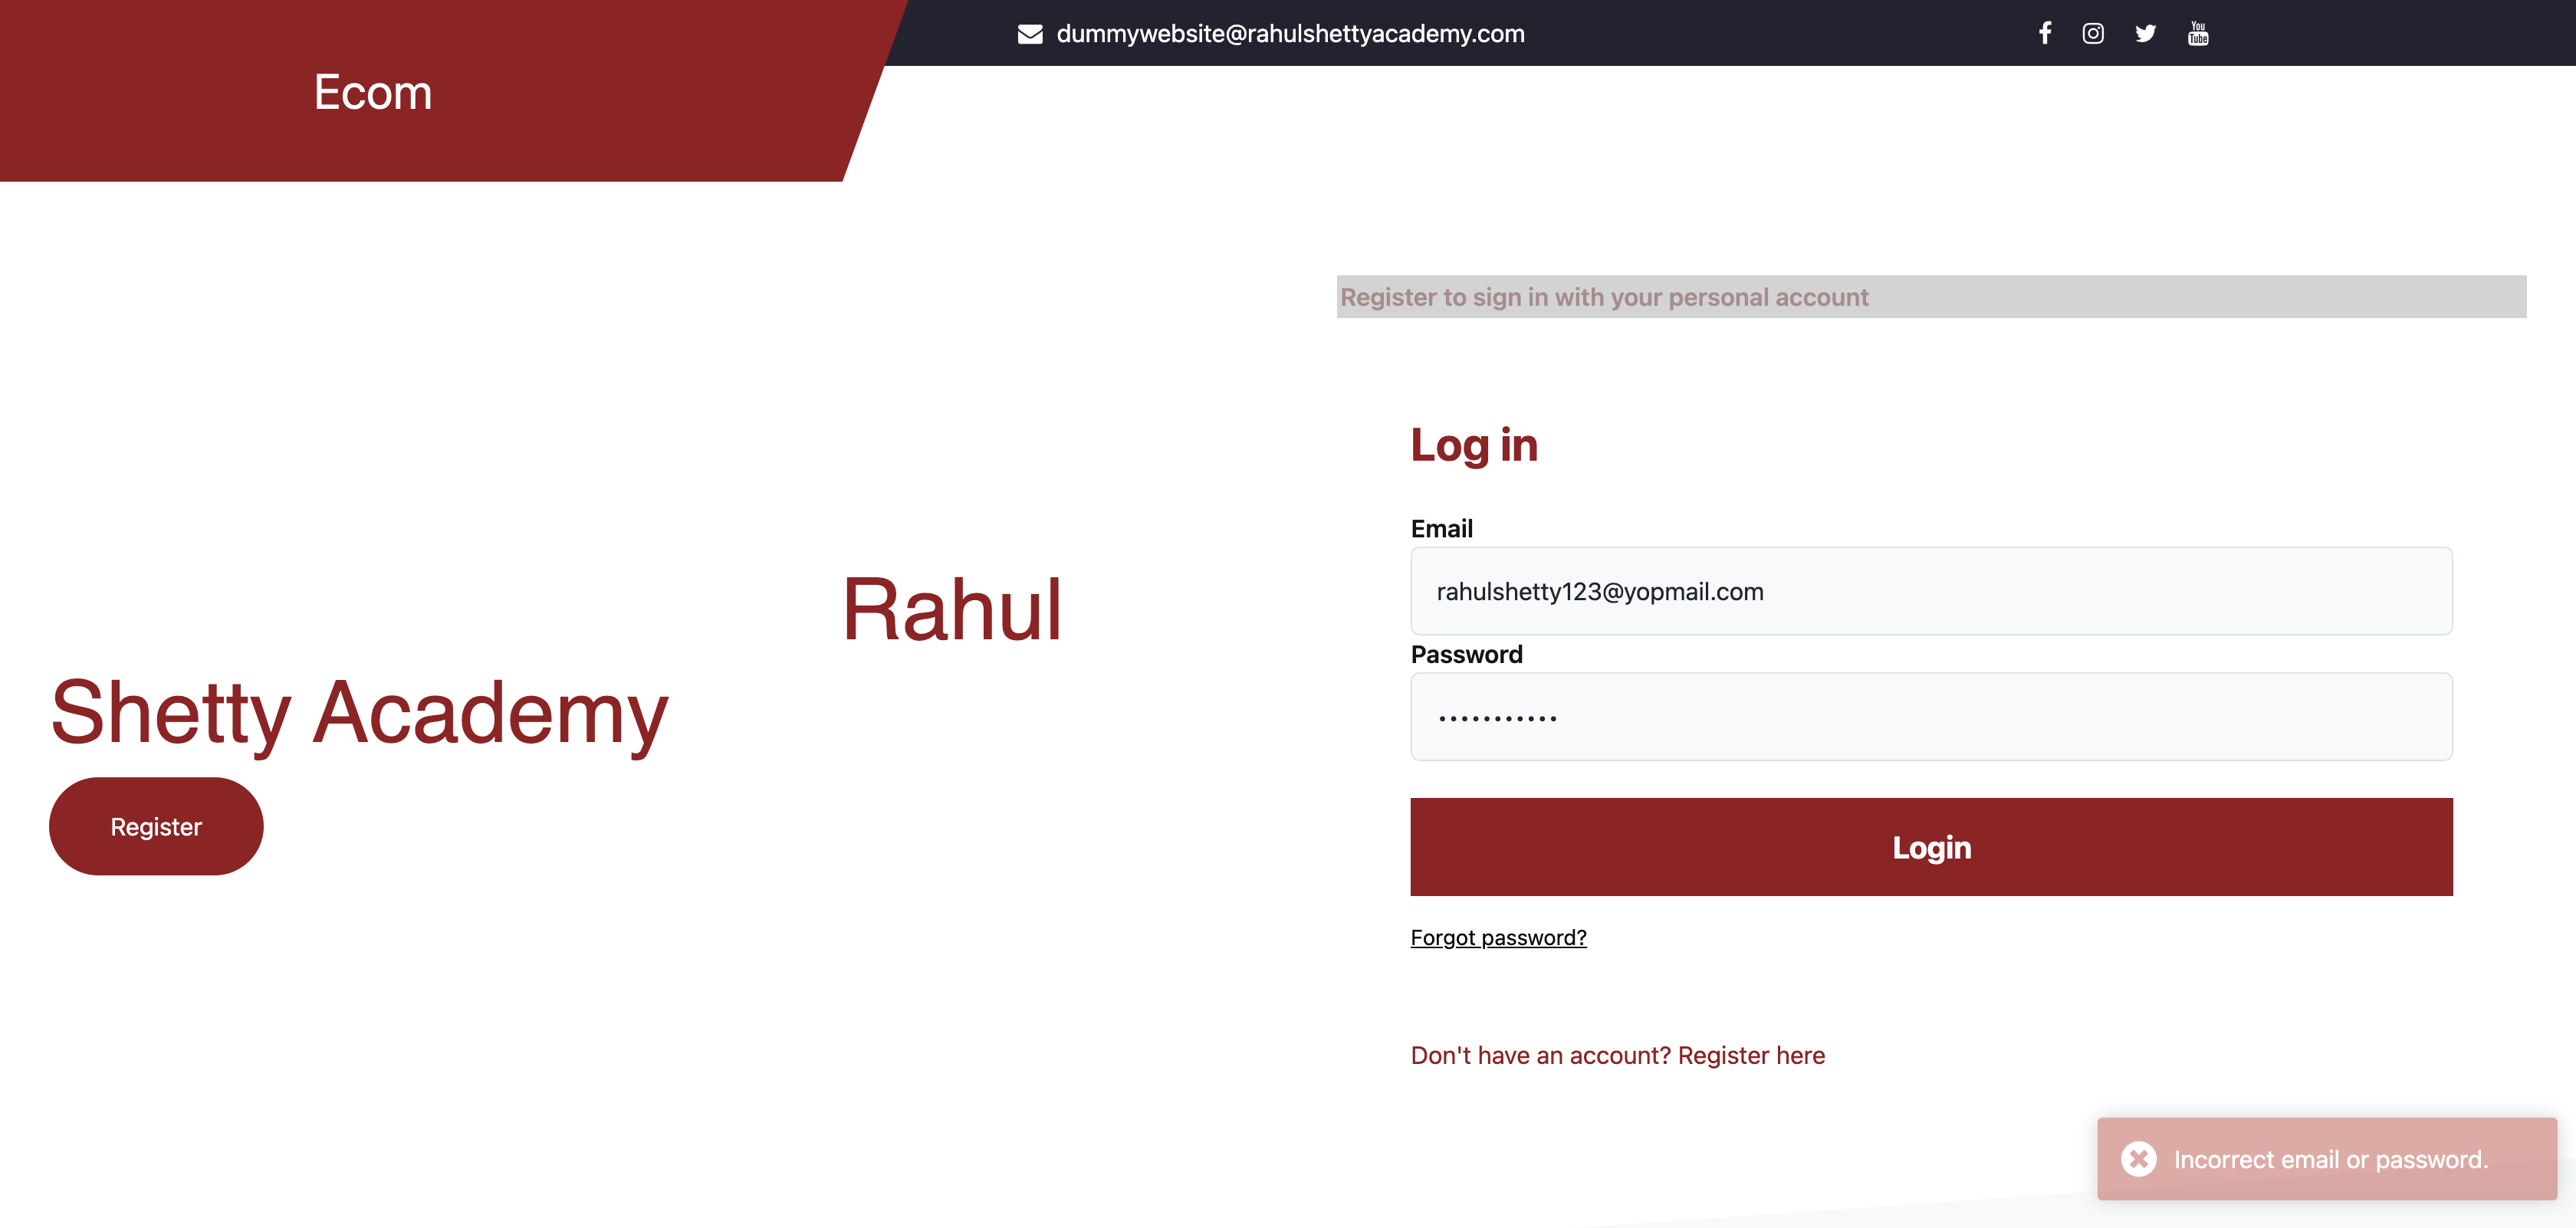 dummywebsite@rahulshettyacademy.com
Ecom
Register to sign in with your personal account
Log in
Email
rahulshetty123@yopmail.com
Password
Rahul
Shetty Academy
Register
Login
Forgot password?
Don't have an account? Register here
Incorrect email or password.
You
Tube